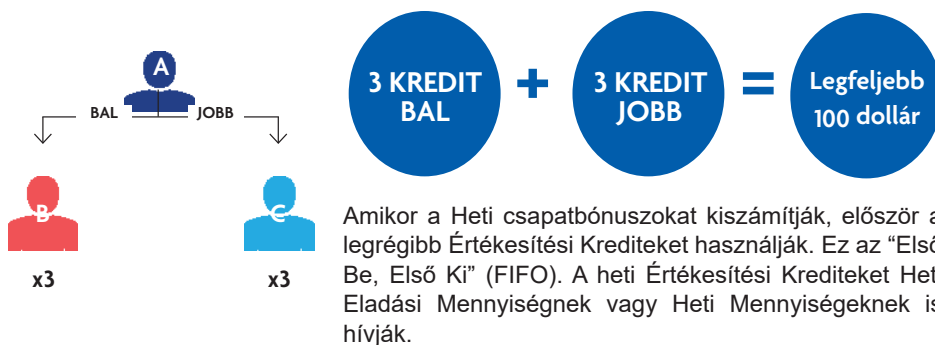 A
BAL JOBB
B
C
x3 x3
3 KREDIT
BAL
+
3 KREDIT
JOBB
=
Legfeljebb
100 dollár
Amikor a Heti csapatbónuszokat kiszámítják, először a
legrégibb Értékesítési Krediteket használják. Ez az “Első
Be, Első Ki” (FIFO). A heti Értékesítési Krediteket Het
Eladási Mennyiségnek vagy Heti Mennyiségeknek is
hívják.